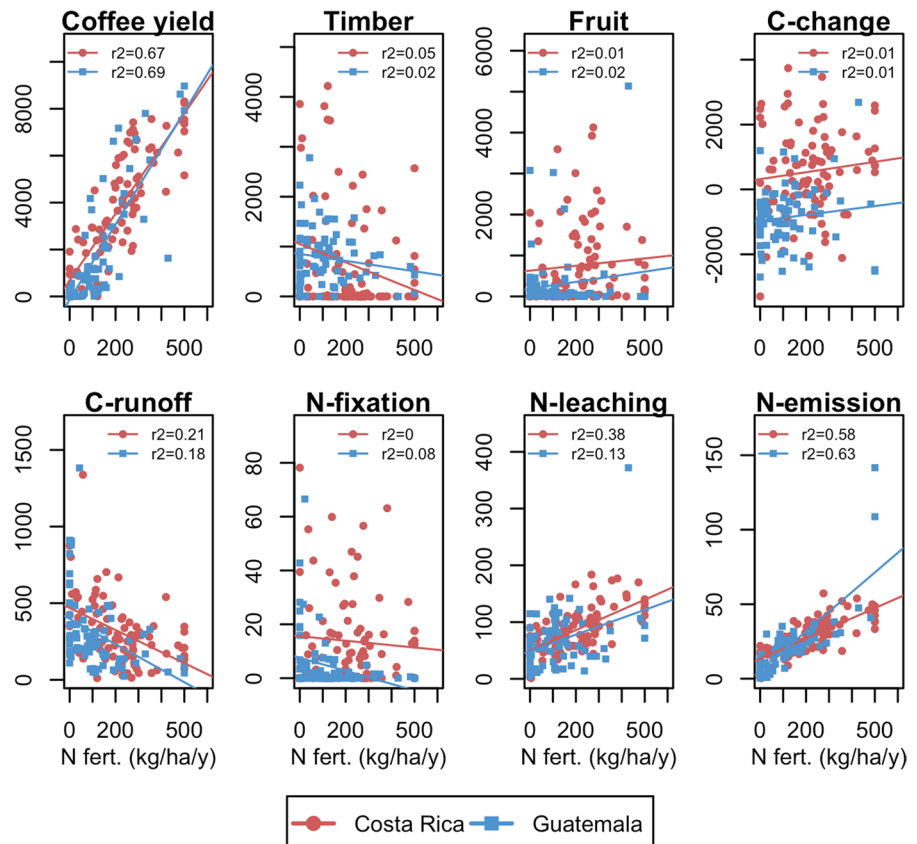 Coffee yield
r2=0.67
r2=0.69
8000
4000
0
0 200 500
Timber
r2=0.05
r2=0.02
4000
2000
0
0 200 500
Fruit
r2=0.01
r2=0.02
6000
4000
2000
0
0 200 500
C-change
r2=0.01
r2=0.01
2000
0
-2000
0 200 500
C-runoff
r2=0.21
r2=0.18
1500
1000
500
0
0 200 500
N fert. (kg/ha/y)
N-fixation
r2=0
r2=0.08
80
60
40
20
0
0 200 500
N fert. (kg/ha/y)
N-leaching
r2=0.38
r2=0.13
400
300
200
100
0
0 200 500
N fert. (kg/ha/y)
N-emission
r2=0.58
r2=0.63
150
100
50
0
0 200 500
N fert. (kg/ha/y)
Costa Rica Guatemala